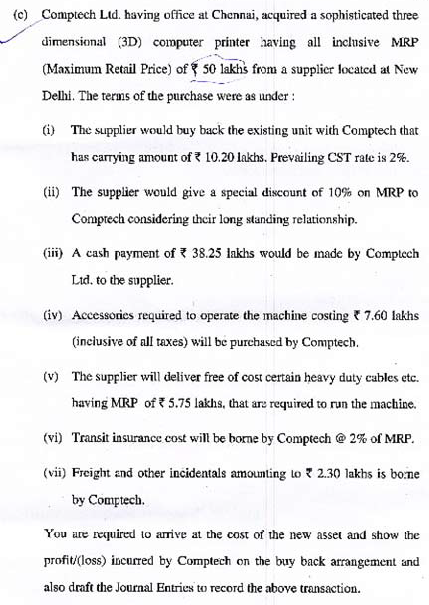 (c) Comptech Ltd. having office at Chennai, acquired a sophisticated three
dimensional (3D) computer printer having all inclusive MRP
(Maximum Retail Price) of ₹ 50 lakhs from a supplier located at New
Delhi. The terms of the purchase were as under :
(i) The supplier would buy back the existing unit with Comptech that
has carrying amount of ₹ 10.20 lakhs. Prevailing CST rate is 2%.
(ii) The supplier would give a special discount of 10% on MRP to
Comptech considering their long standing relationship.
(iii) A cash payment of ₹ 38.25 lakhs would be made by Comptech
Ltd. to the supplier.
(iv) Accessories required to operate the machine costing ₹ 7.60 lakhs
(inclusive of all taxes) will be purchased by Comptech.
(v) The supplier will deliver free of cost certain heavy duty cables etc.
having MRP of ₹ 5.75 lakhs, that are required to run the machine.
(vi) Transit insurance cost will be borne by Comptech @ 2% of MRP.
(vii) Freight and other incidentals amounting to ₹ 2.30 lakhs is borne
by Comptech.
You are required to arrive at the cost of the new asset and show the
profit/(loss) incurred by Comptech on the buy back arrangement and
also draft the Journal Entries to record the above transaction.